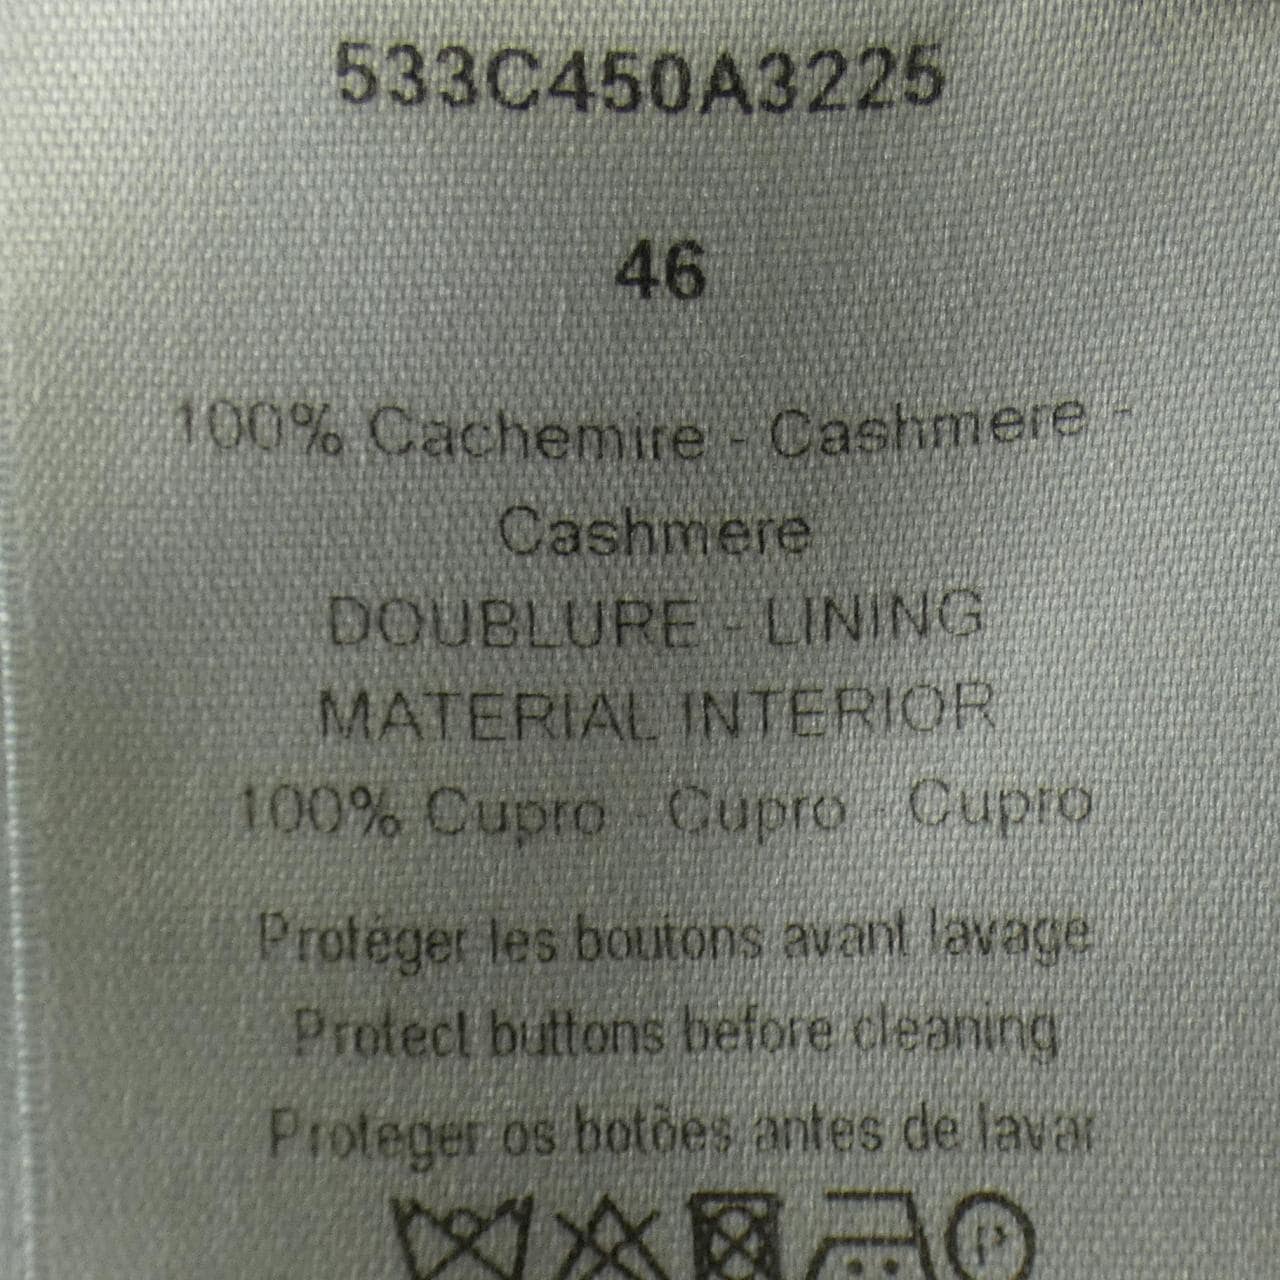 533C450A3225
46
100% Cachemire - Cashmere -
Cashmere
DOUBLURE - LINING
MATERIAL INTERIOR
100% Cupro - Cupro - Cupro
Protéger les boutons avant lavage
Protect buttons before cleaning
Proteger os botões antes de lavar
P